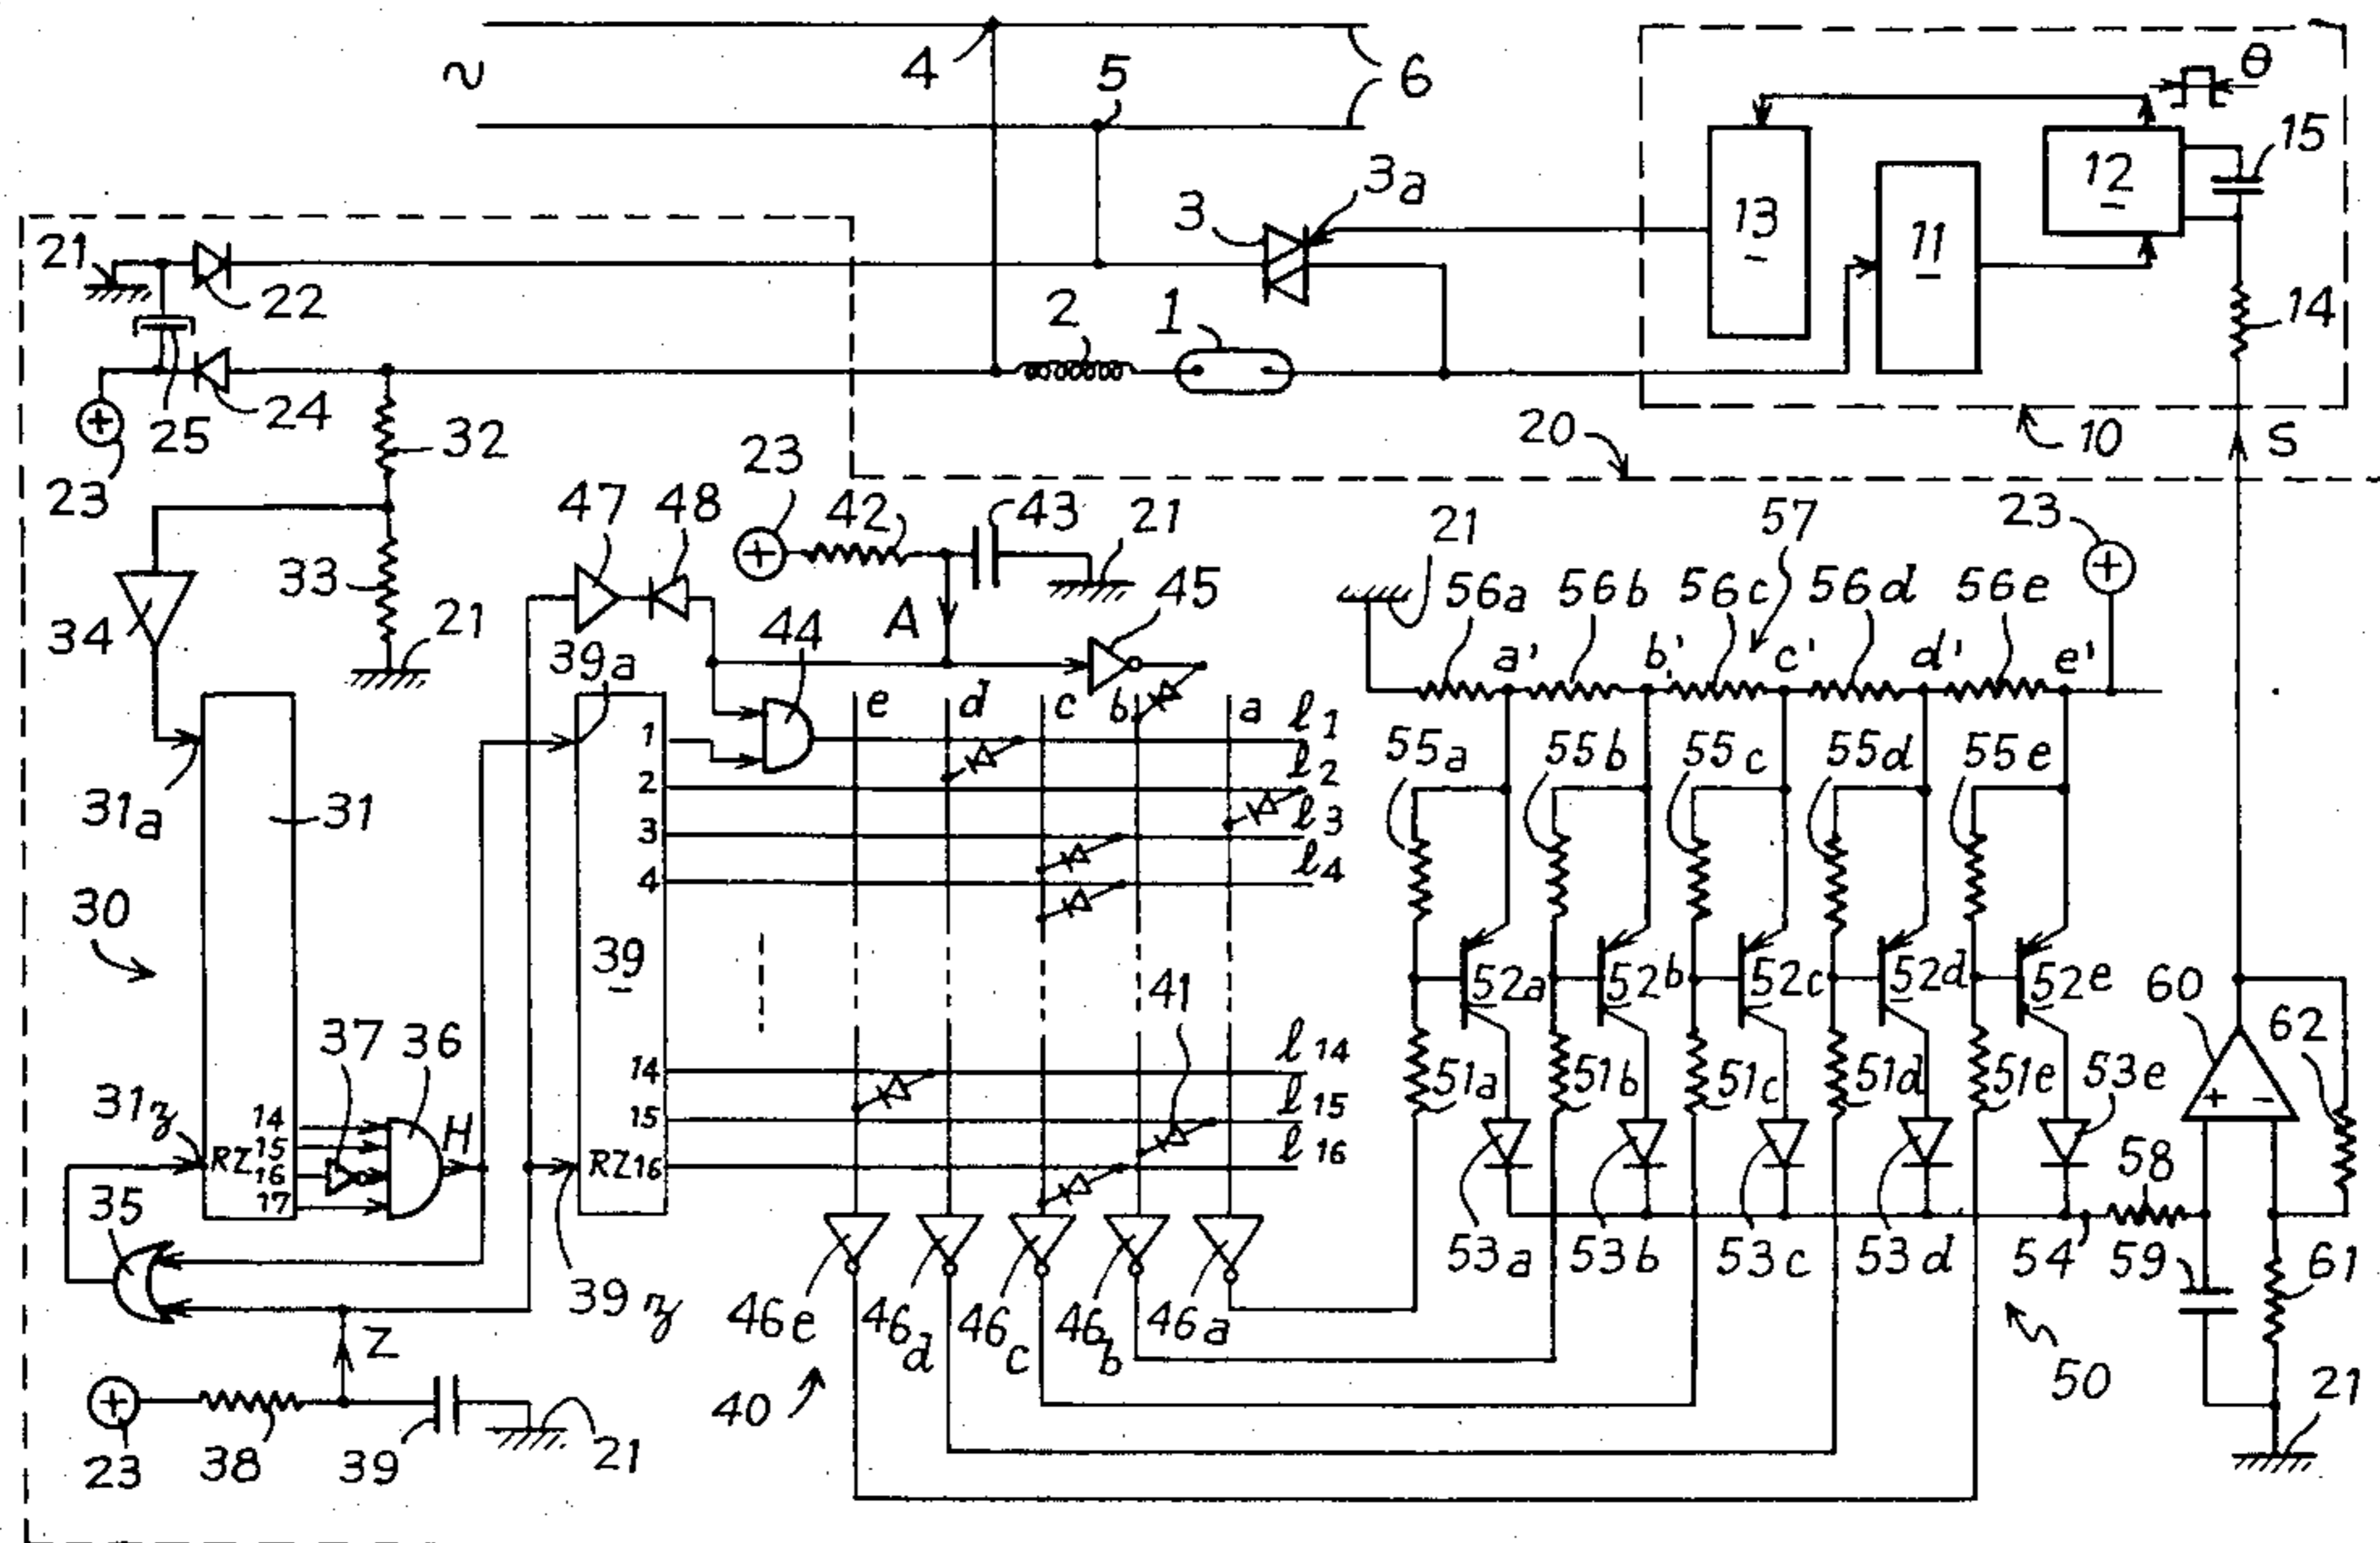 4
5
6
~
θ
15
12
13
11
3
3a
14
21
22
2
1
25
24
23
32
20
10
S
47
48
23
42
43
21
21
57
23
33
34
21
A
45
44
39a
56a
56b
56c
56d
56e
a'
b'
c'
d'
e'
e
d
c
b
a
l1
l2
l3
l4
1
2
3
4
55a
55b
55c
55d
55e
31a
31
30
39
41
52a
52b
52c
52d
52e
60
62
37
36
H
31z
14
15
RZ
16
17
14
15
RZ16
l14
l15
l16
51a
51b
51c
51d
51e
53e
+
-
58
35
39z
53a
53b
53c
53d
54
59
61
46e
46d
46c
46b
46a
Z
40
50
21
23
38
39
21